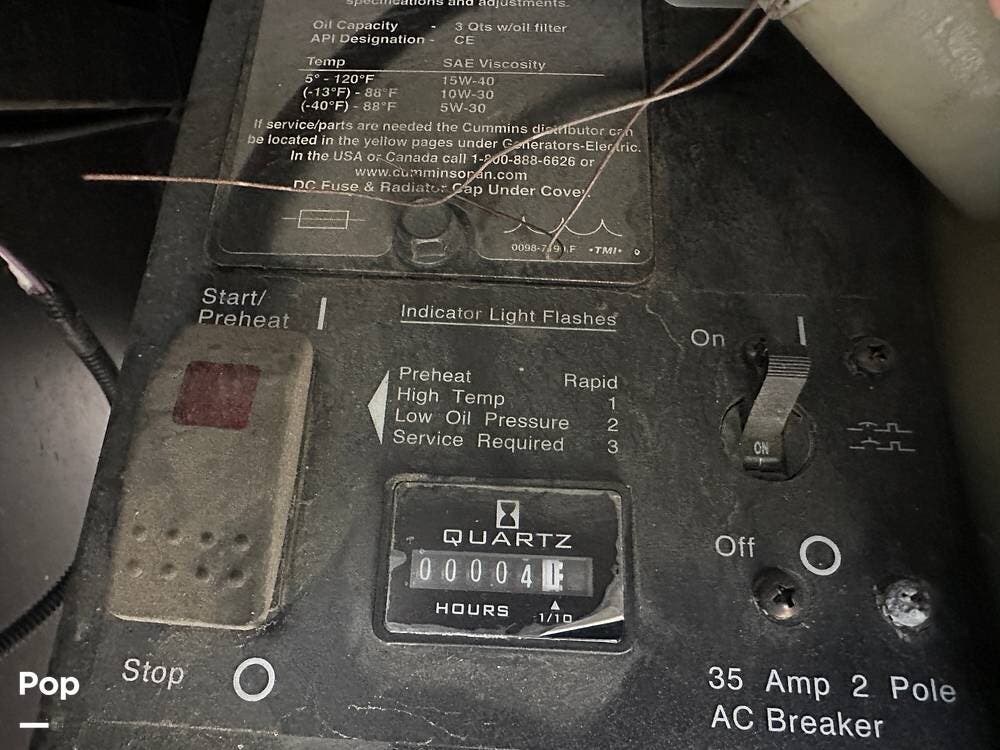 specifications and adjustments.
Oil Capacity - 3 Qts w/oil filter
API Designation - CE
Temp SAE Viscosity
5° - 120°F 15W-40
(-13°F) - 88°F 10W-30
(-40°F) - 88°F 5W-30
If service/parts are needed the Cummins distributor can
be located in the yellow pages under Generators-Electric.
In the USA or Canada call 1-800-888-6626 or
www.cumminsonan.com
DC Fuse & Radiator Cap Under Cover.
•TMI•
Start/
Preheat
Indicator Light Flashes
Preheat Rapid
High Temp 1
Low Oil Pressure 2
Service Required 3
On
ON
QUARTZ
00004
HOURS 1/10
Off
Stop
35 Amp 2 Pole
AC Breaker
Pop